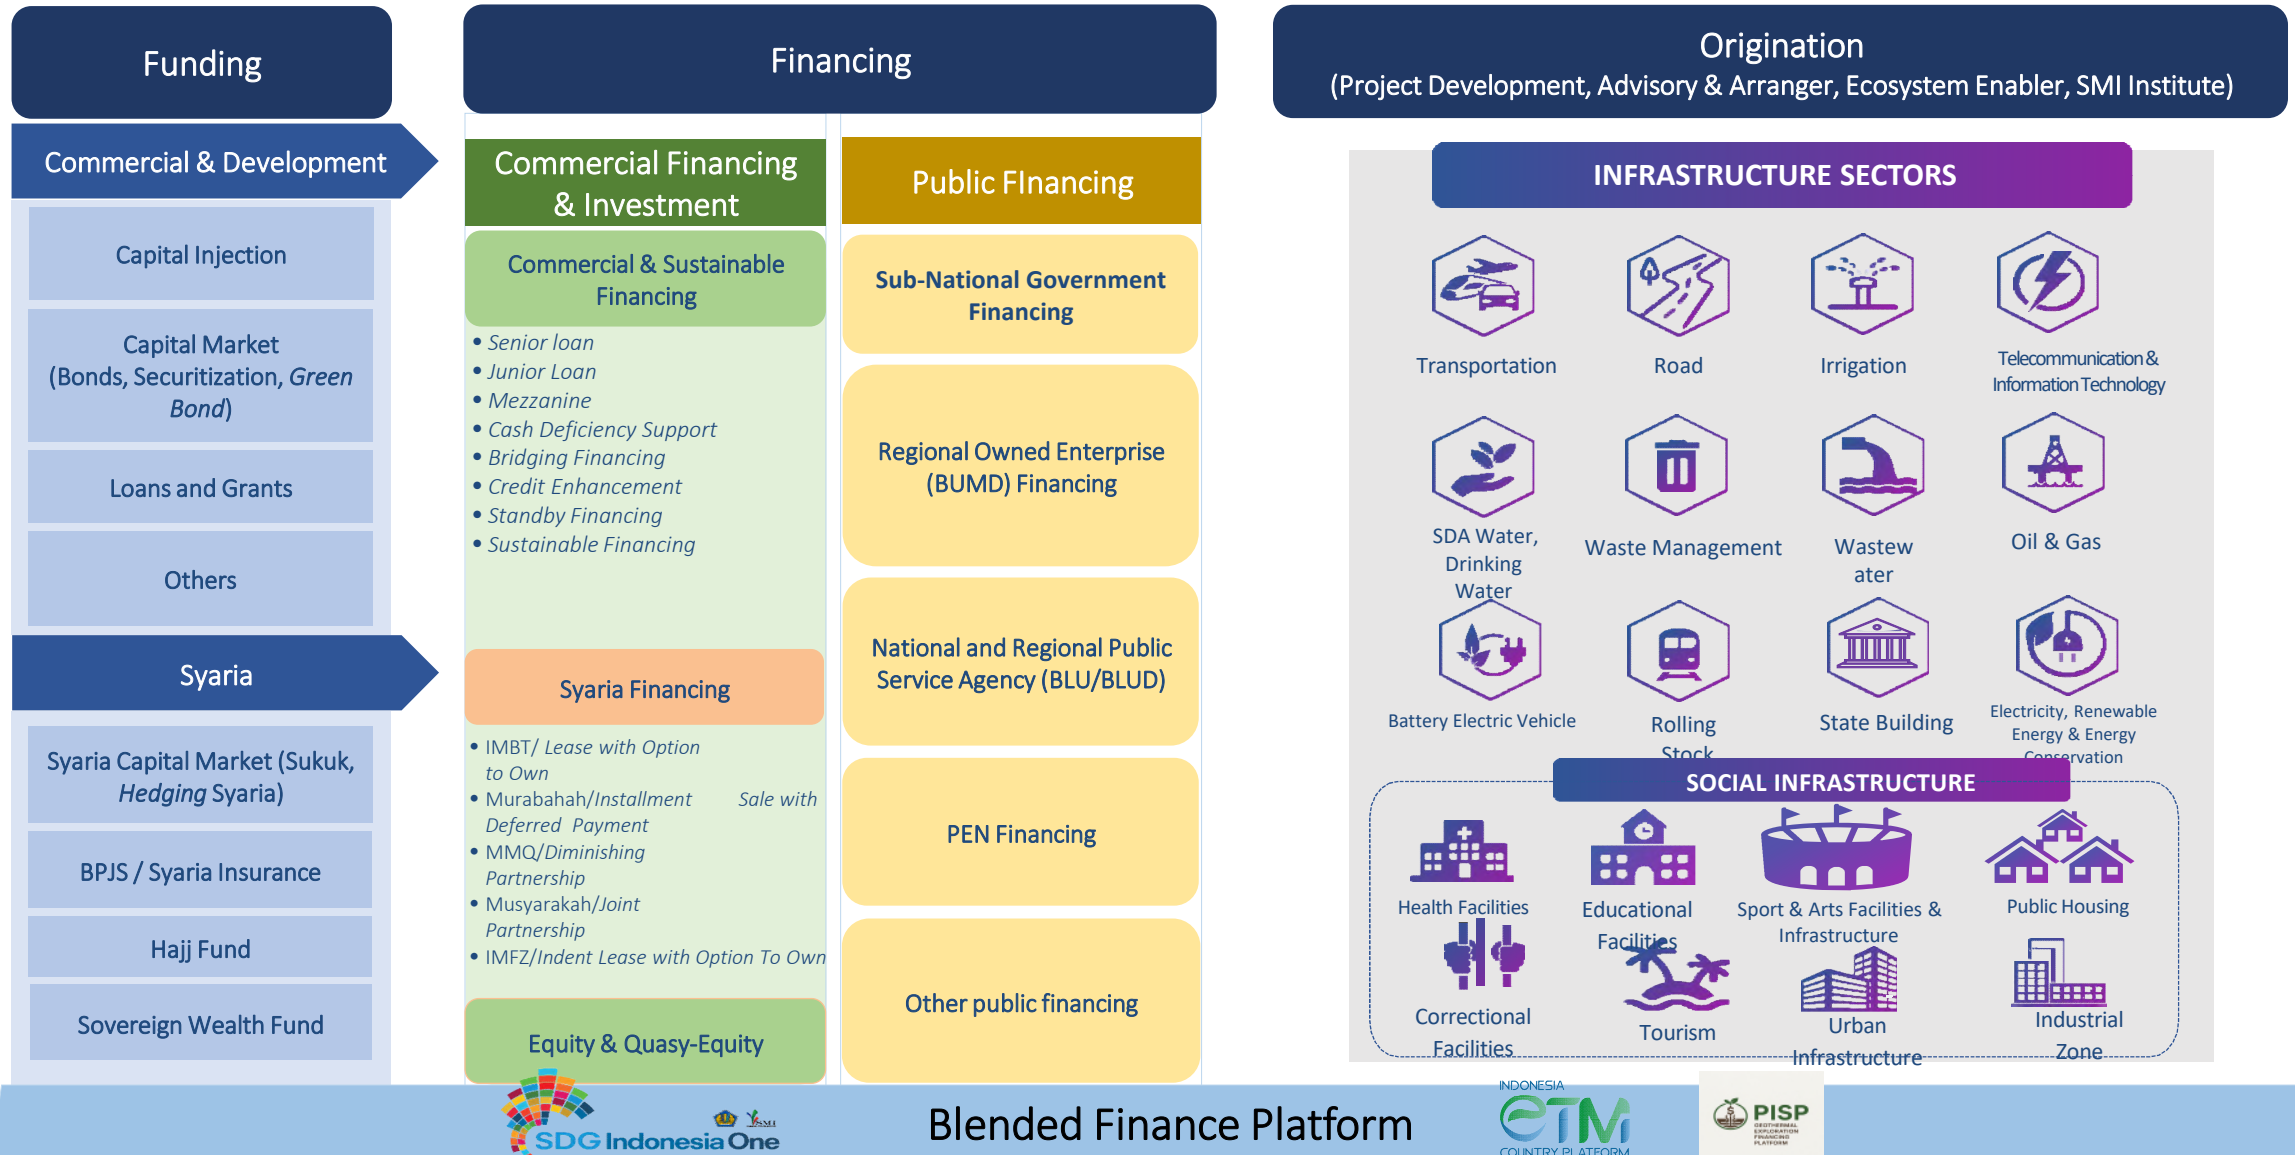 Funding
Commercial & Development
Capital Injection
Capital Market
(Bonds, Securitization, Green
Bond)
Loans and Grants
Others
Syaria
Syaria Capital Market (Sukuk,
Hedging Syaria)
BPJS / Syaria Insurance
Hajj Fund
Sovereign Wealth Fund
Financing
Commercial Financing
& Investment
Commercial & Sustainable
Financing
• Senior loan
• Junior Loan
• Mezzanine
• Cash Deficiency Support
• Bridging Financing
• Credit Enhancement
• Standby Financing
• Sustainable Financing
Syaria Financing
• IMBT/ Lease with Option
to Own
• Murabahah/Installment Sale with
Deferred Payment
• MMQ/Diminishing
Partnership
• Musyarakah/Joint
Partnership
• IMFZ/Indent Lease with Option To Own
Equity & Quasy-Equity
Public FInancing
Sub-National Government
Financing
Regional Owned Enterprise
(BUMD) Financing
National and Regional Public
Service Agency (BLU/BLUD)
PEN Financing
Other public financing
Origination
(Project Development, Advisory & Arranger, Ecosystem Enabler, SMI Institute)
INFRASTRUCTURE SECTORS
Transportation
Road
Irrigation
Telecommunication &
Information Technology
SDA Water,
Drinking
Water
Waste Management
Wastew
ater
Oil & Gas
Battery Electric Vehicle
Rolling
Stock
State Building
Electricity, Renewable
Energy & Energy
Conservation
SOCIAL INFRASTRUCTURE
Health Facilities
Educational
Facilities
Sport & Arts Facilities &
Infrastructure
Public Housing
Correctional
Facilities
Tourism
Urban
Infrastructure
Industrial
Zone
SMI
SDG Indonesia One
Blended Finance Platform
INDONESIA
ETM
COUNTRY PLATFORM
PISP
GEOTHERMAL
EXPLORATION
FINANCING
PLATFORM